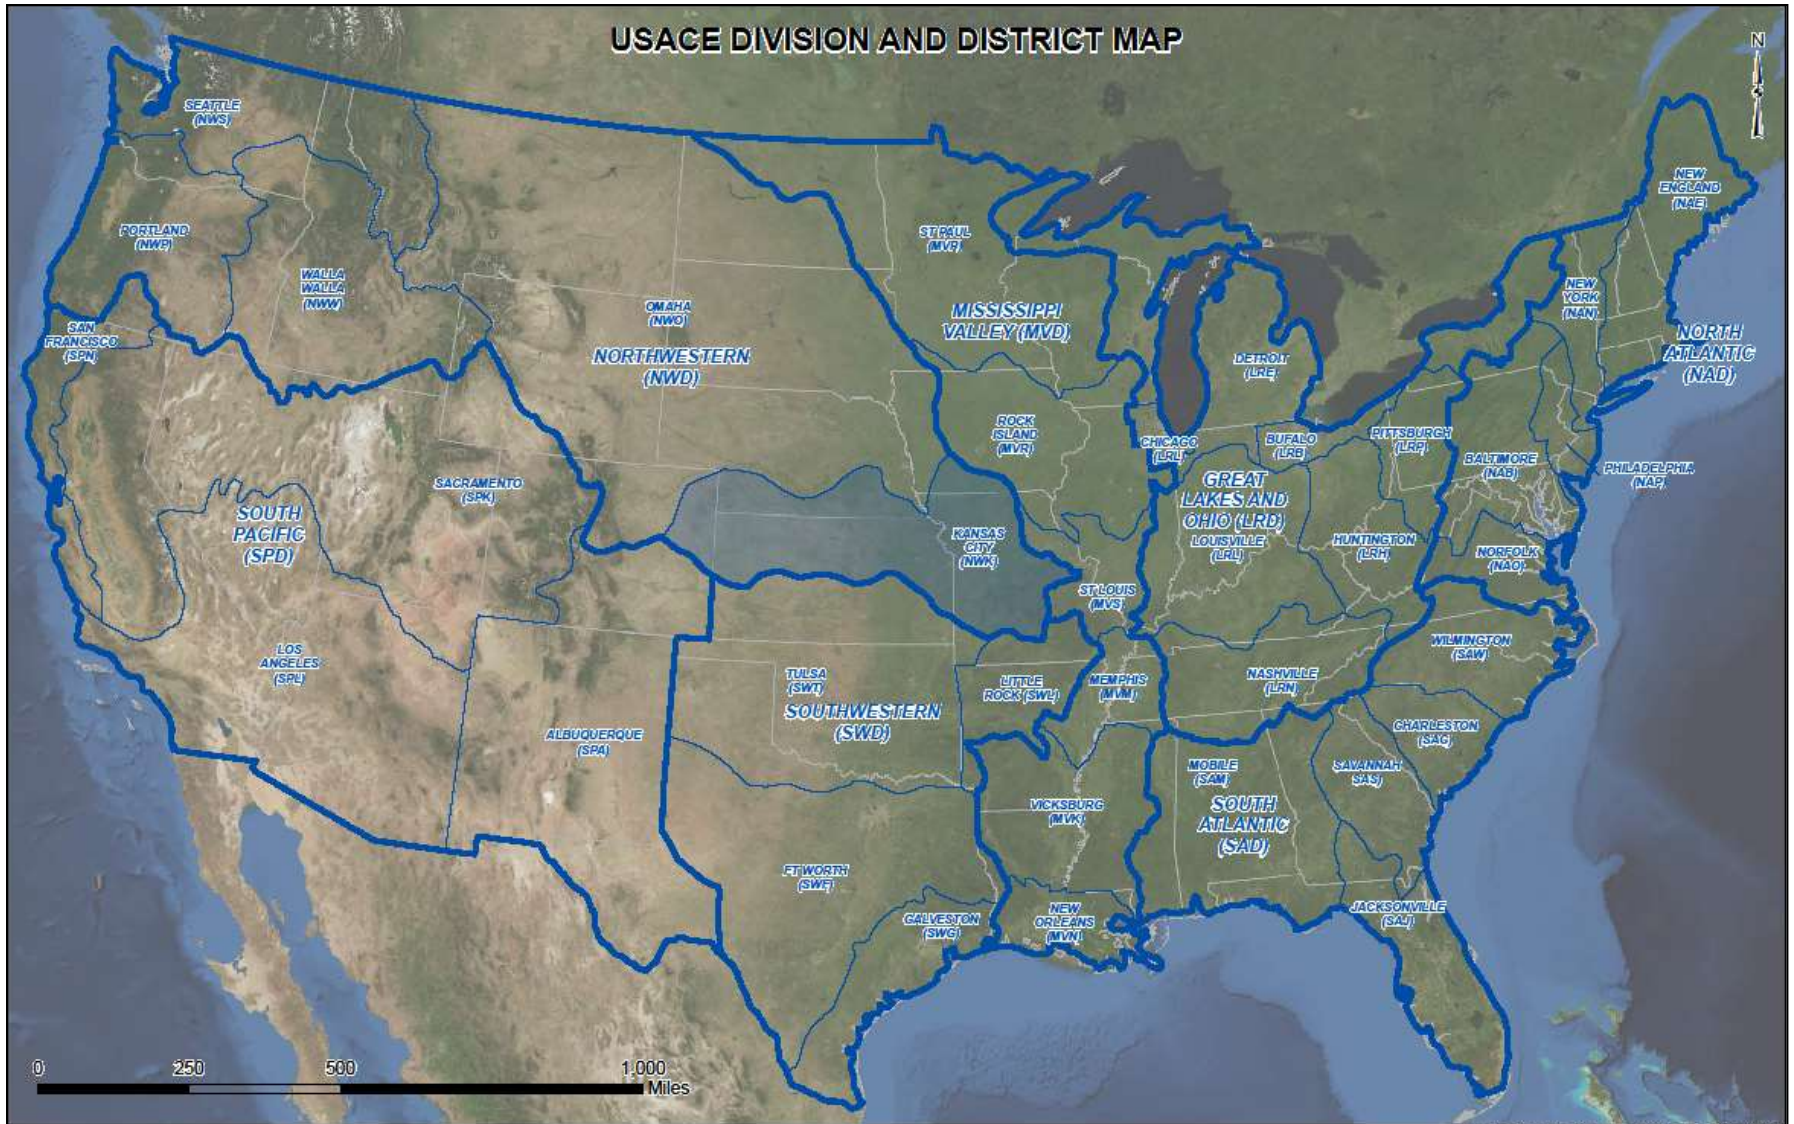 USACE DIVISION AND DISTRICT MAP
N
SEATTLE
(NWS)
NEW
ENGLAND
(NAE)
PORTLAND
(NWP)
ST PAUL
(MVP)
WALLA
WALLA
(NWW)
NEW
YORK
(NAN)
OMAHA
(NWO)
MISSISSIPPI
VALLEY (MVD)
SAN
FRANCISCO
(SPN)
NORTH
ATLANTIC
(NAD)
NORTHWESTERN
(NWD)
DETROIT
(LRE)
ROCK
ISLAND
(MVR)
CHICAGO
(LRL)
BUFALO
(LRB)
PITTSBURGH
(LRP)
BALTIMORE
(NAB)
PHILADELPHIA
(NAP)
SACRAMENTO
(SPK)
GREAT
LAKES AND
OHIO (LRD)
SOUTH
PACIFIC
(SPD)
KANSAS
CITY
(NWK)
LOUISVILLE
(LRL)
HUNTINGTON
(LRH)
NORFOLK
(NAO)
ST LOUIS
(MVS)
WILMINGTON
(SAW)
LOS
ANGELES
(SPL)
TULSA
(SWT)
LITTLE
ROCK (SWL)
MEMPHIS
(MVM)
NASHVILLE
(LRN)
SOUTHWESTERN
(SWD)
CHARLESTON
(SAC)
ALBUQUERQUE
(SPA)
MOBILE
(SAM)
SAVANNAH
SAS)
VICKSBURG
(MVK)
SOUTH
ATLANTIC
(SAD)
FT WORTH
(SWF)
GALVESTON
(SWG)
NEW
ORLEANS
(MVN)
JACKSONVILLE
(SAJ)
0 250 500 1,000
Miles